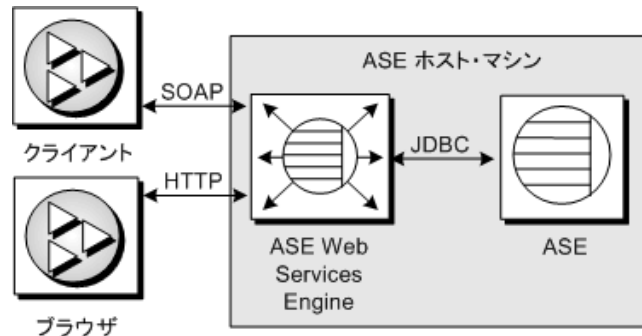 ASE ホスト・マシン
SOAP
クライアント
JDBC
HTTP
ASE Web
Services
Engine
ASE
ブラウザ